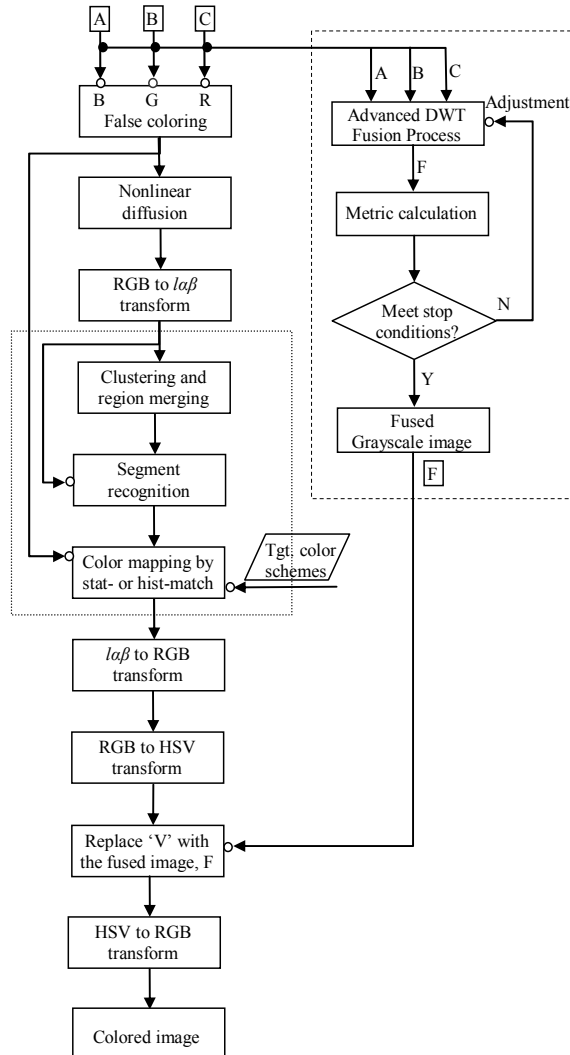 A B C
A B C
B G R
False coloring
Adjustment
Advanced DWT
Fusion Process
F
Nonlinear
diffusion
Metric calculation
RGB to lαβ
transform
Meet stop
conditions?
N
Y
Clustering and
region merging
Fused
Grayscale image
F
Segment
recognition
Color mapping by
stat- or hist-match
Tgt. color
schemes
lαβ to RGB
transform
RGB to HSV
transform
Replace ‘V’ with
the fused image, F
HSV to RGB
transform
Colored image